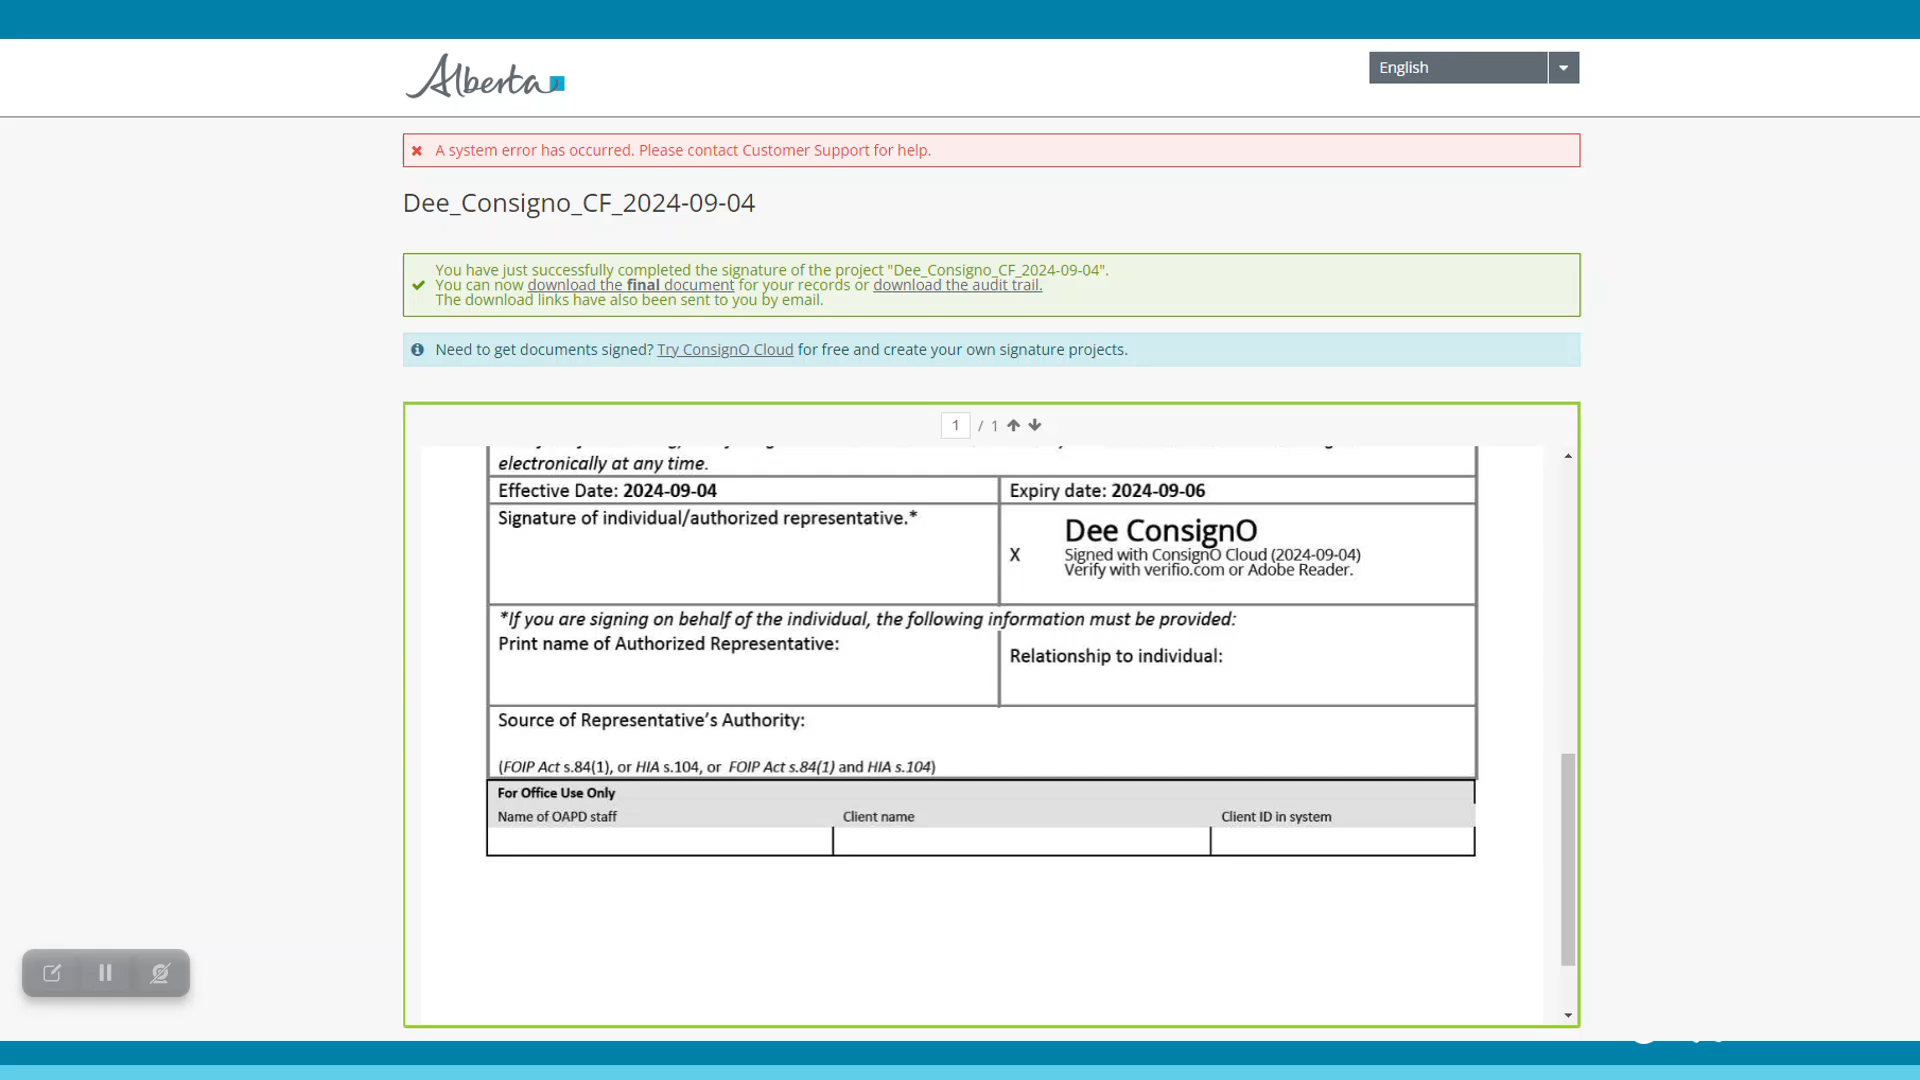 Alberta
English
A system error has occurred. Please contact Customer Support for help.
Dee_Consigno_CF_2024-09-04
You have just successfully completed the signature of the project "Dee_Consigno_CF_2024-09-04".
You can now download the final document for your records or download the audit trail.
The download links have also been sent to you by email.
Need to get documents signed? Try ConsignO Cloud for free and create your own signature projects.
1 / 1
electronically at any time.
Effective Date: 2024-09-04
Expiry date: 2024-09-06
Signature of individual/authorized representative.*
X
Dee ConsignO
Signed with ConsignO Cloud (2024-09-04)
Verify with verifio.com or Adobe Reader.
*If you are signing on behalf of the individual, the following information must be provided:
Print name of Authorized Representative:
Relationship to individual:
Source of Representative's Authority:
(FOIP Act s.84(1), or HIA s.104, or FOIP Act s.84(1) and HIA s.104)
For Office Use Only
Name of OAPD staff
Client name
Client ID in system